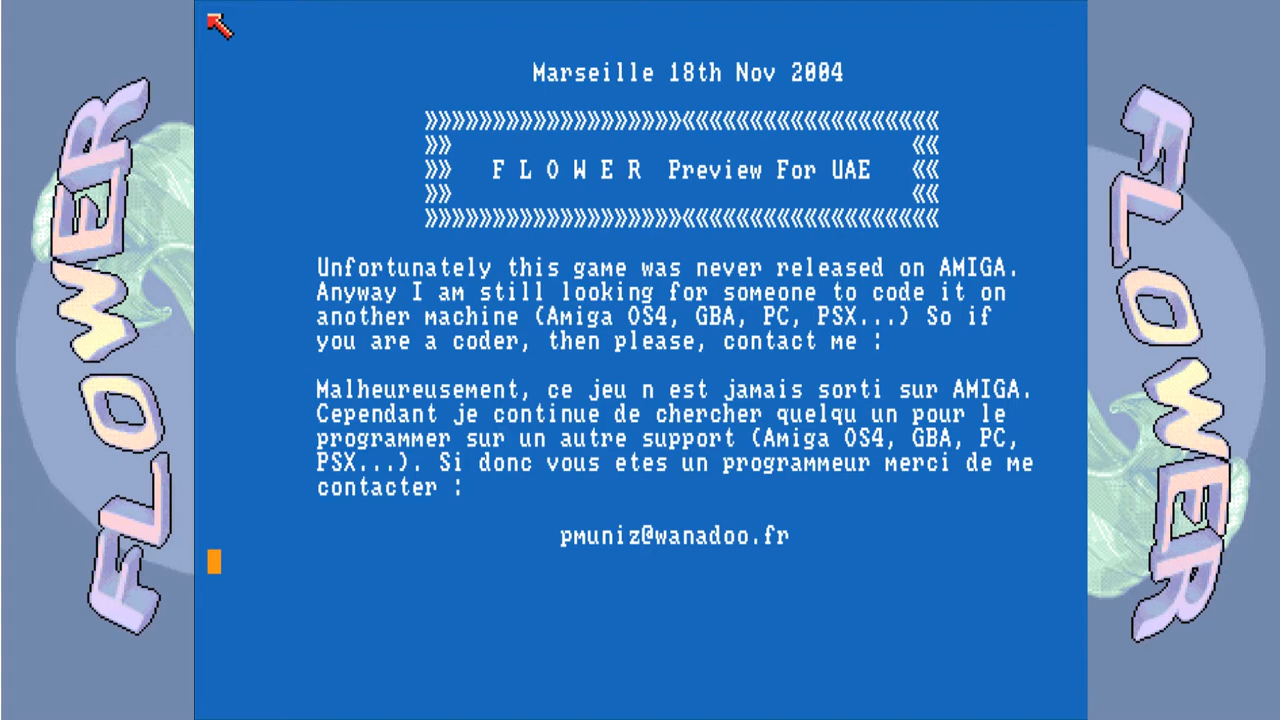 Marseille 18th Nov 2004
»»»»»»»»»»»»»»»»»»»«««««««««««««««««««
»» ««
»» F L O W E R Preview For UAE ««
»» ««
»»»»»»»»»»»»»»»»»»»«««««««««««««««««««
Unfortunately this game was never released on AMIGA.
Anyway I am still looking for someone to code it on
another machine (Amiga OS4, GBA, PC, PSX...) So if
you are a coder, then please, contact me :
Malheureusement, ce jeu n est jamais sorti sur AMIGA.
Cependant je continue de chercher quelqu un pour le
programmer sur un autre support (Amiga OS4, GBA, PC,
PSX...). Si donc vous etes un programmeur merci de me
contacter :
pmuniz@wanadoo.fr
FLOWER
FLOWER